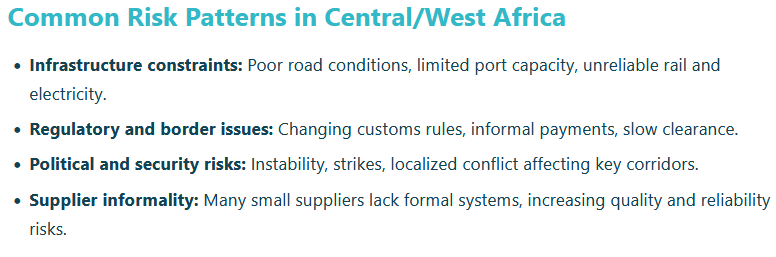 Common Risk Patterns in Central/West Africa
• Infrastructure constraints: Poor road conditions, limited port capacity, unreliable rail and
electricity.
• Regulatory and border issues: Changing customs rules, informal payments, slow clearance.
• Political and security risks: Instability, strikes, localized conflict affecting key corridors.
• Supplier informality: Many small suppliers lack formal systems, increasing quality and reliability
risks.